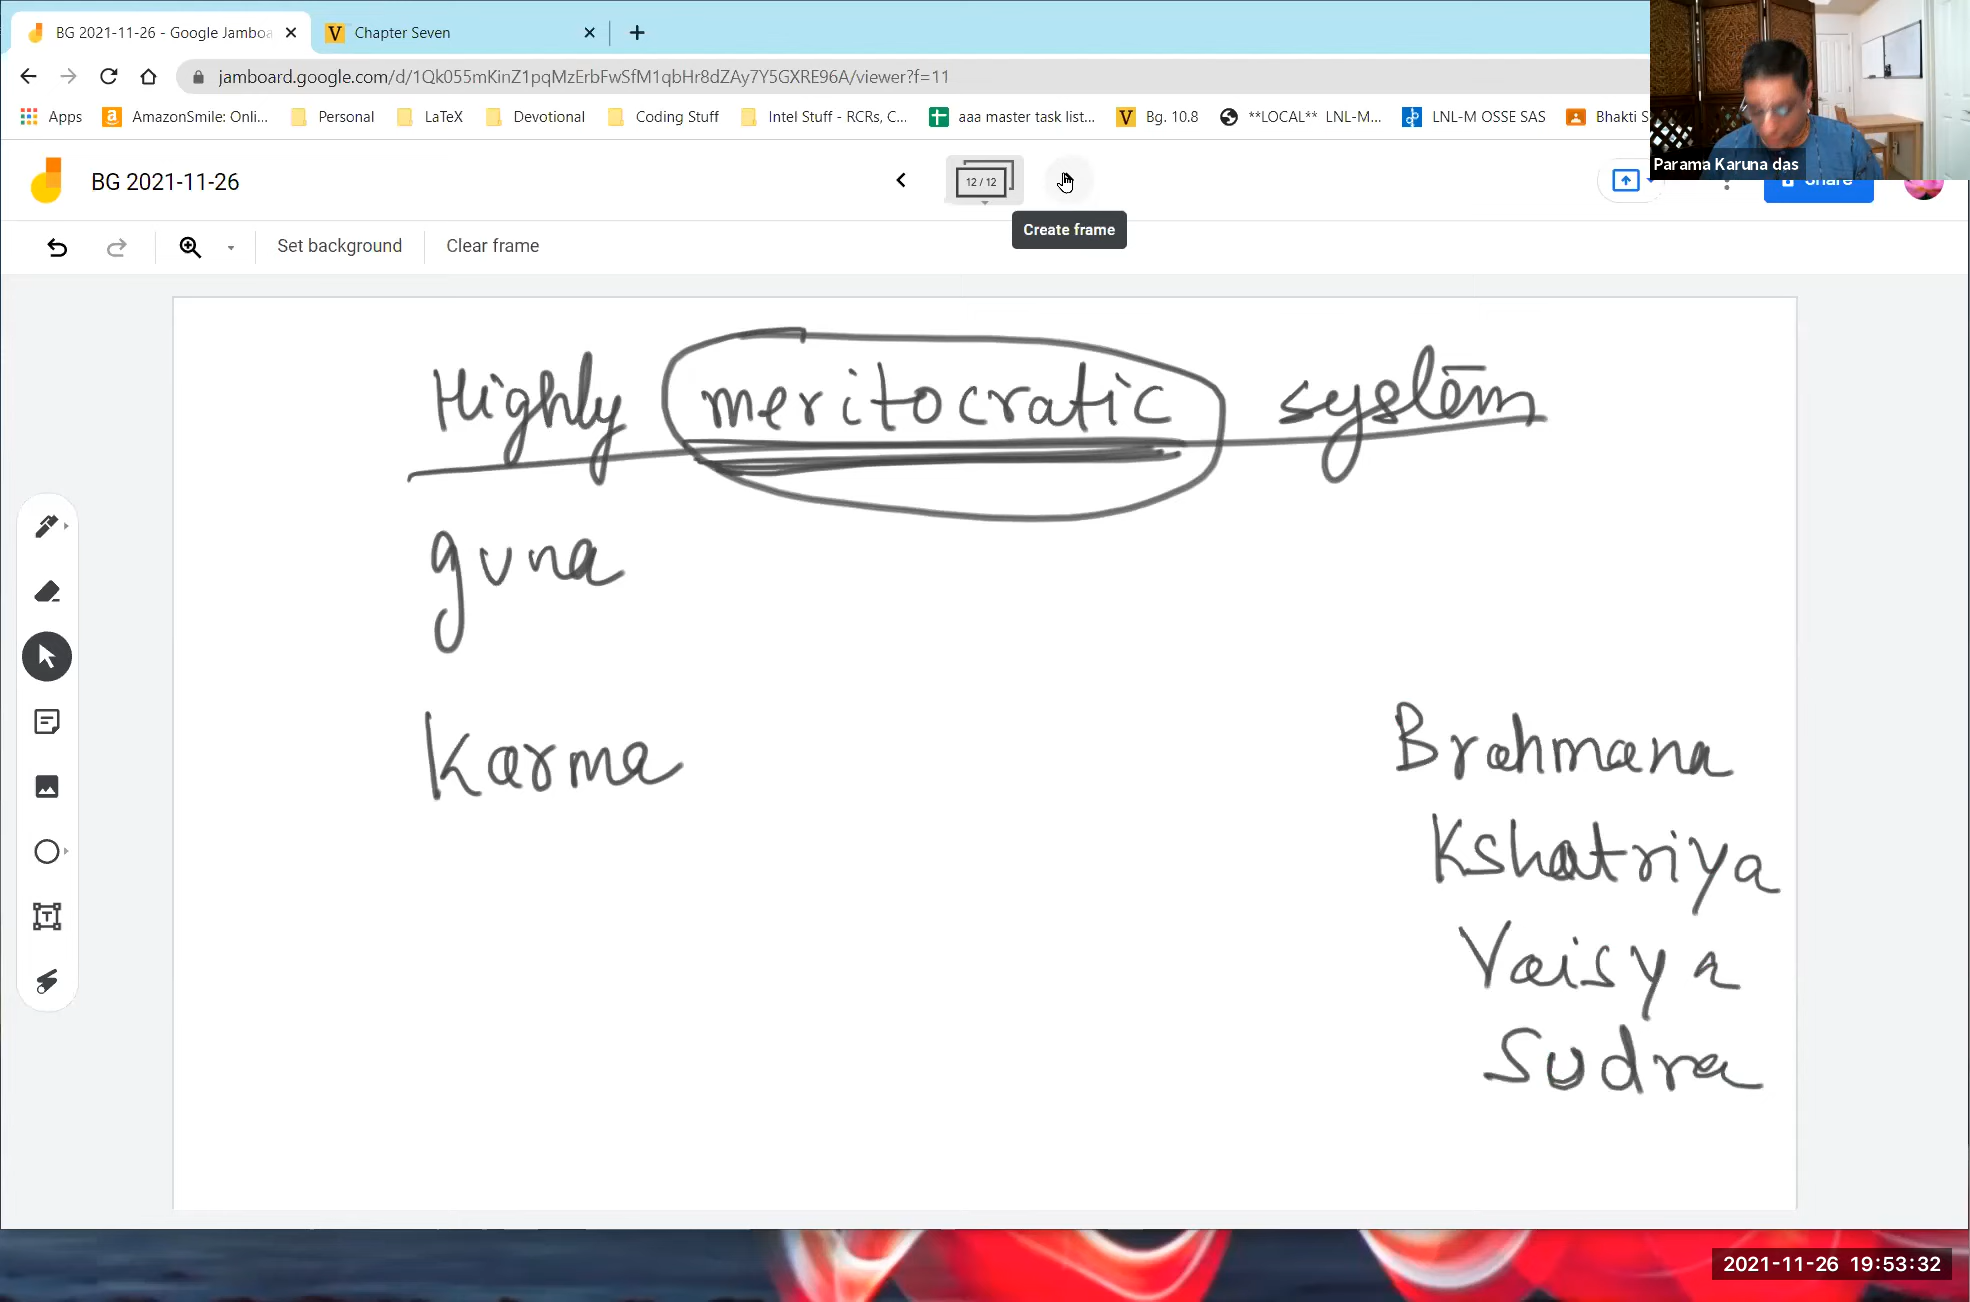 BG 2021-11-26 - Google Jamboa
Chapter Seven
jamboard.google.com/d/1Qk055mKinZ1pqMzErbFwSfM1qbHr8dZAy7Y5GXRE96A/viewer?f=11
Apps AmazonSmile: Onli... Personal LaTeX Devotional Coding Stuff Intel Stuff - RCRs, C... aaa master task list... Bg. 10.8 **LOCAL** LNL-M... LNL-M OSSE SAS Bhakti S
Parama Karuna das
BG 2021-11-26
12 / 12
Share
Create frame
Set background Clear frame
Highly meritocratic system
guna
Karma
Brahmana
Kshatriya
Vaisya
Sudra
2021-11-26 19:53:32